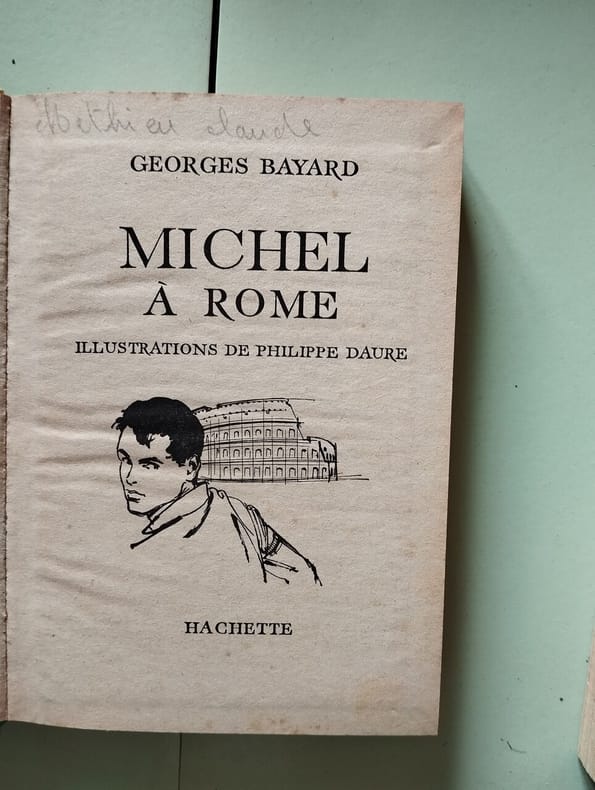 Mathieu claude
GEORGES BAYARD
MICHEL
À ROME
ILLUSTRATIONS DE PHILIPPE DAURE
HACHETTE